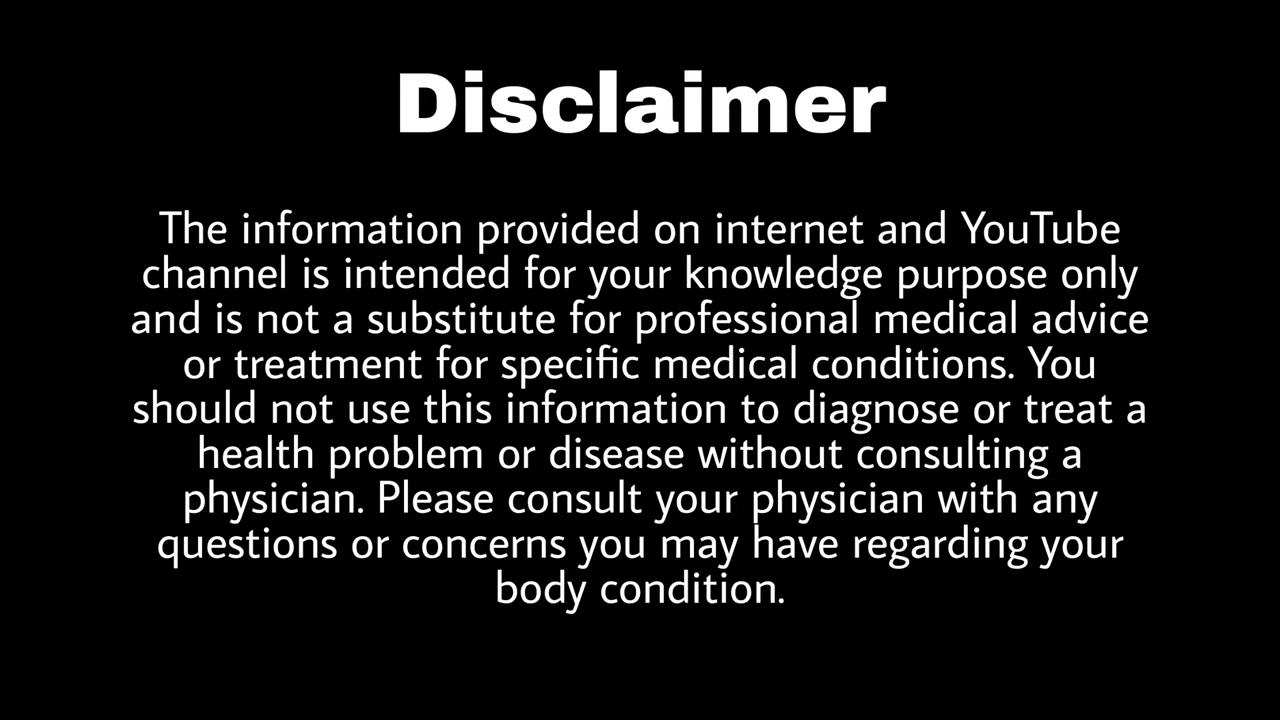 Disclaimer
The information provided on internet and YouTube
channel is intended for your knowledge purpose only
and is not a substitute for professional medical advice
or treatment for specific medical conditions. You
should not use this information to diagnose or treat a
health problem or disease without consulting a
physician. Please consult your physician with any
questions or concerns you may have regarding your
body condition.